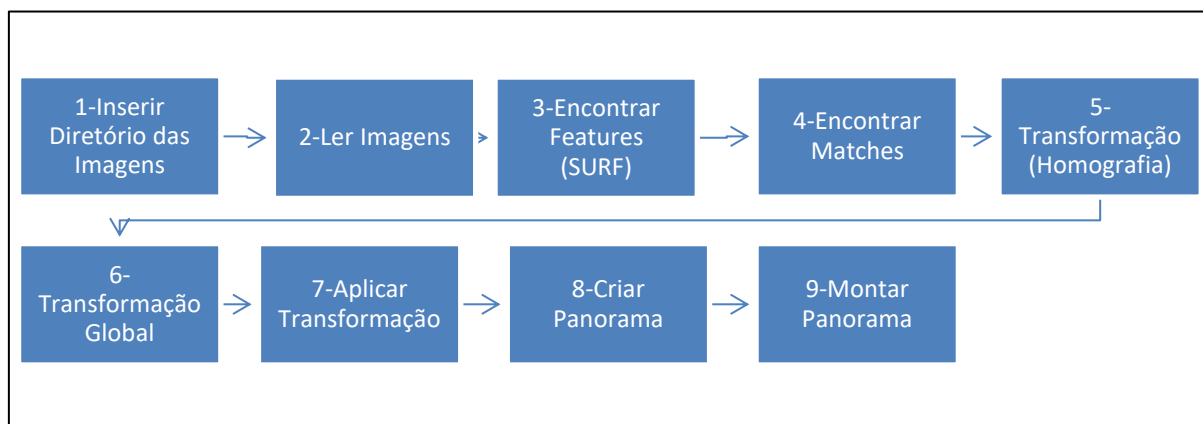 1-Inserir
Diretório das
Imagens
2-Ler Imagens
3-Encontrar
Features
(SURF)
4-Encontrar
Matches
5-
Transformação
(Homografia)
6-
Transformação
Global
7-Aplicar
Transformação
8-Criar
Panorama
9-Montar
Panorama